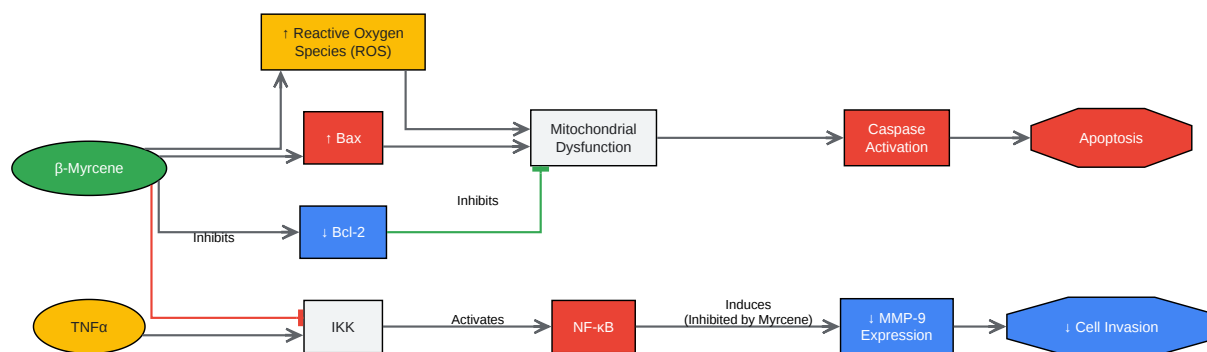 ↑ Reactive Oxygen
Species (ROS)
↑ Bax
Mitochondrial
Dysfunction
Caspase
Activation
Apoptosis
β-Myrcene
Inhibits
↓ Bcl-2
Inhibits
TNFα
IKK
Activates
NF-κB
Induces
(Inhibited by Myrcene)
↓ MMP-9
Expression
↓ Cell Invasion